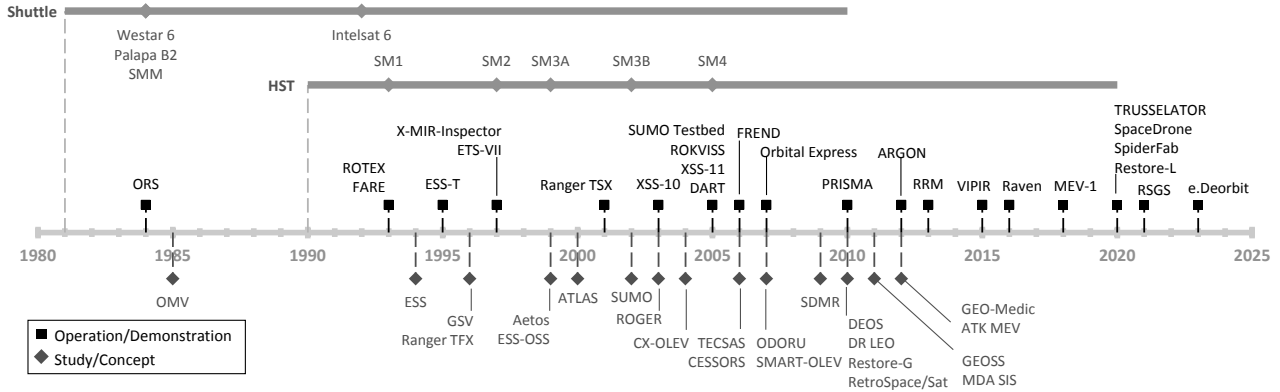 Shuttle
Westar 6
Palapa B2
SMM
Intelsat 6
SM1
SM2
SM3A
SM3B
SM4
HST
ORS
ROTEX
FARE
ESS-T
X-MIR-Inspector
ETS-VII
Ranger TSX
XSS-10
SUMO Testbed
ROKVISS
XSS-11
DART
FREND
Orbital Express
PRISMA
ARGON
RRM
VIPIR
Raven
MEV-1
TRUSSELATOR
SpaceDrone
SpiderFab
Restore-L
RSGS
e.Deorbit
1980
1985
1990
1995
2000
2005
2010
2015
2020
2025
OMV
ESS
GSV
Ranger TFX
Aetos
ESS-OSS
ATLAS
SUMO
ROGER
CX-OLEV
TECSAS
CESSORS
ODORU
SMART-OLEV
SDMR
DEOS
DR LEO
Restore-G
RetroSpace/Sat
GEOSS
MDA SIS
GEO-Medic
ATK MEV
Operation/Demonstration
Study/Concept